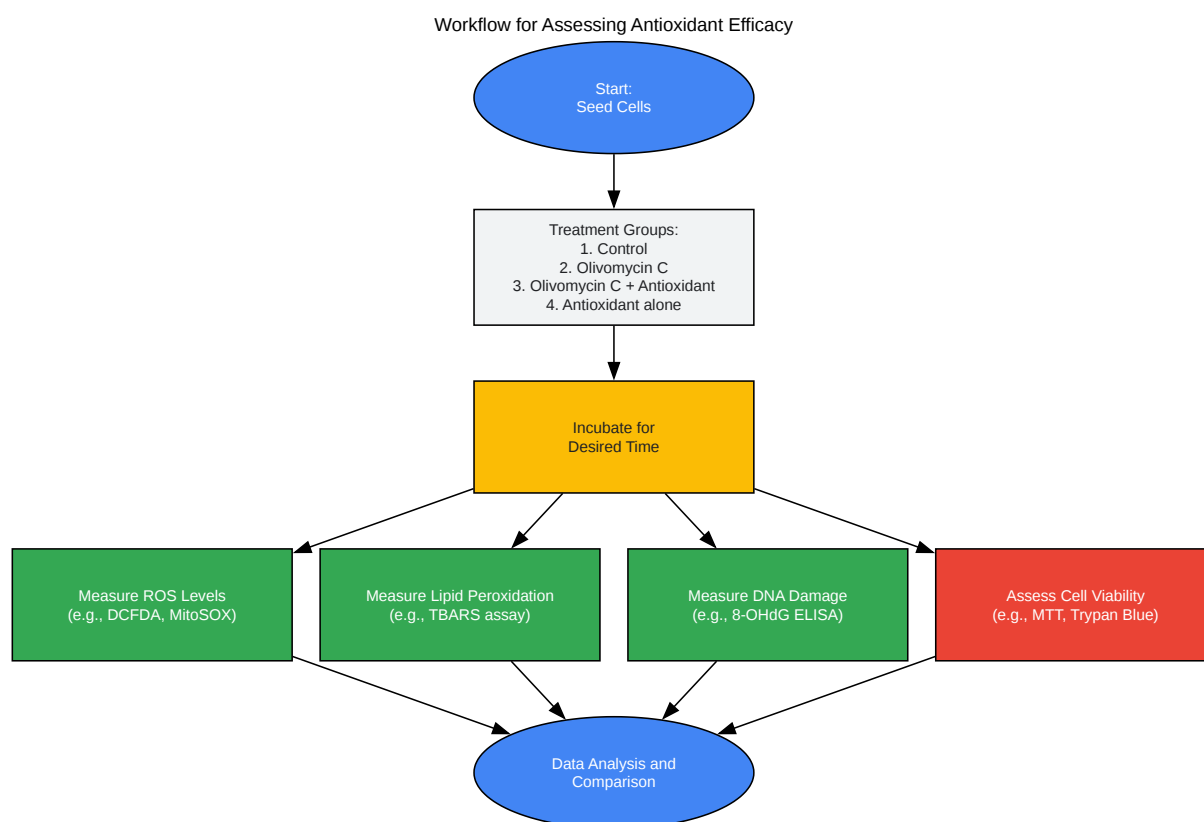 Workflow for Assessing Antioxidant Efficacy
Start:
Seed Cells
Treatment Groups:
1. Control
2. Olivomycin C
3. Olivomycin C + Antioxidant
4. Antioxidant alone
Incubate for
Desired Time
Measure ROS Levels
(e.g., DCFDA, MitoSOX)
Measure Lipid Peroxidation
(e.g., TBARS assay)
Measure DNA Damage
(e.g., 8-OHdG ELISA)
Assess Cell Viability
(e.g., MTT, Trypan Blue)
Data Analysis and
Comparison